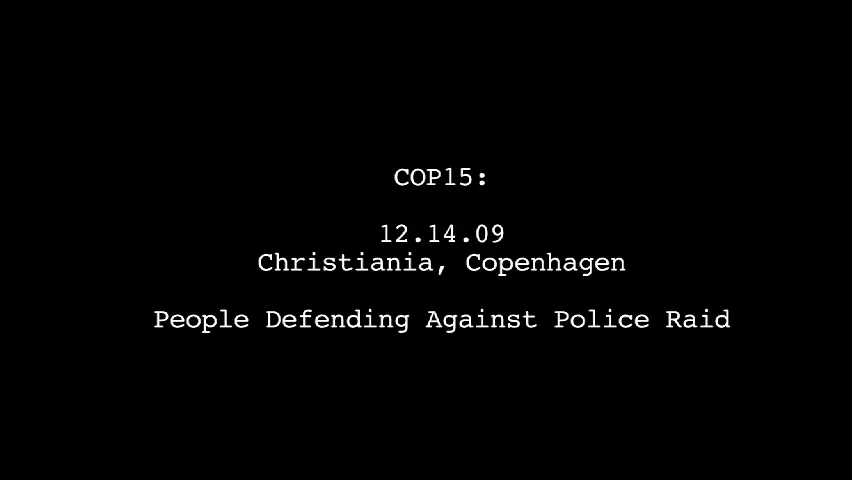 COP15:
12.14.09
Christiania, Copenhagen
People Defending Against Police Raid